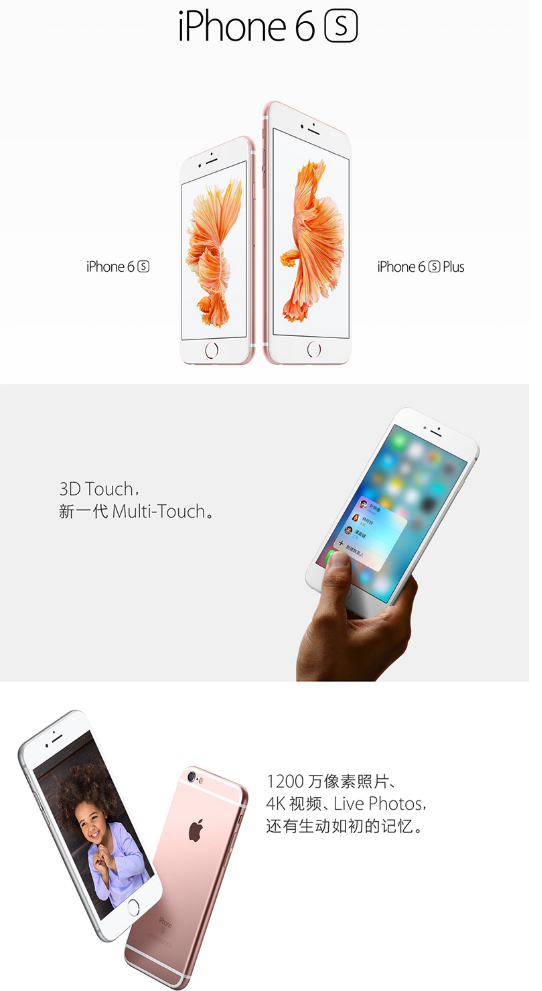 iPhone 6 S
iPhone 6 S
iPhone 6 S Plus
3D Touch,
新一代 Multi-Touch。
1200 万像素照片、
4K 视频、Live Photos，
还有生动如初的记忆。
iPhone